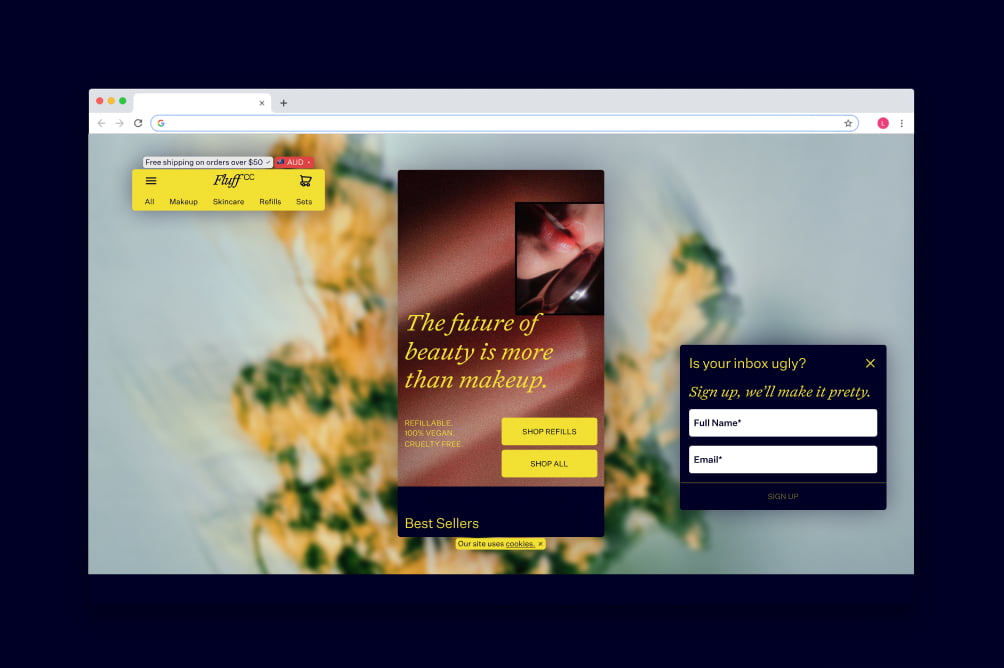 Free shipping on orders over $50
AUD
Fluff CC
All Makeup Skincare Refills Sets
The future of
beauty is more
than makeup.
REFILLABLE.
100% VEGAN.
CRUELTY FREE.
SHOP REFILLS
SHOP ALL
Best Sellers
Our site uses cookies. ×
Is your inbox ugly?
Sign up, we'll make it pretty.
Full Name*
Email*
SIGN UP
L